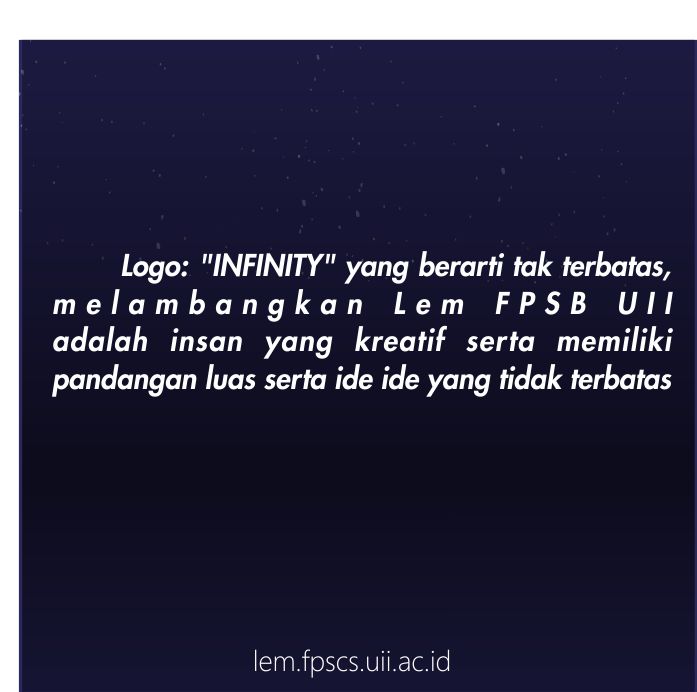 Logo: "INFINITY" yang berarti tak terbatas,
melambangkan Lem FPSB UII
adalah insan yang kreatif serta memiliki
pandangan luas serta ide ide yang tidak terbatas
lem.fpscs.uii.ac.id